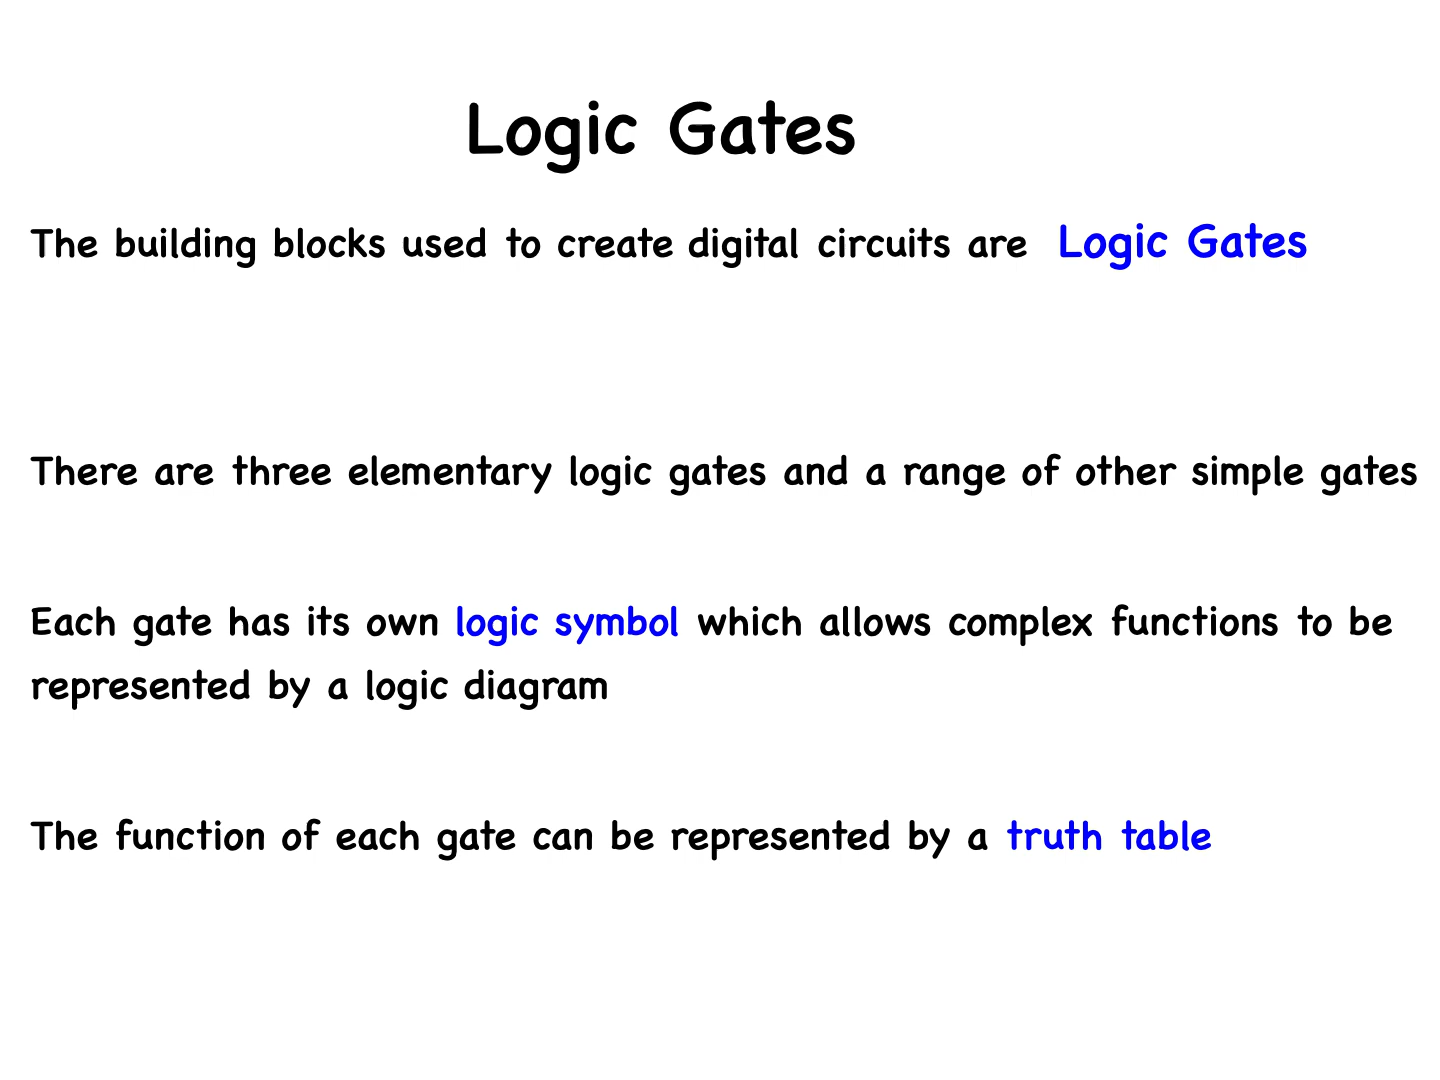 Logic Gates
The building blocks used to create digital circuits are Logic Gates
There are three elementary logic gates and a range of other simple gates
Each gate has its own logic symbol which allows complex functions to be
represented by a logic diagram
The function of each gate can be represented by a truth table